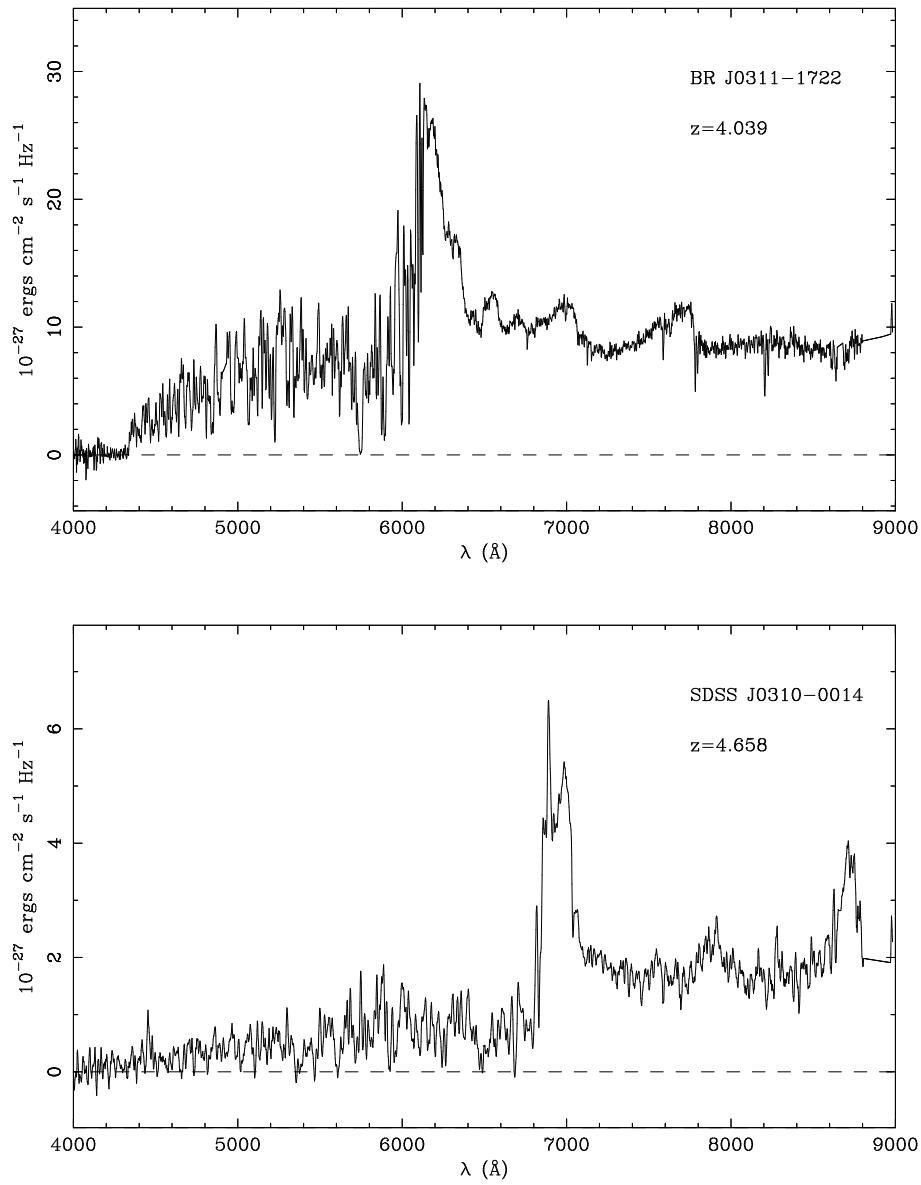 BR J0311−1722
z=4.039
30
20
10
0
10⁻²⁷ ergs cm⁻² s⁻¹ Hz⁻¹
4000 5000 6000 7000 8000 9000
λ (Å)
SDSS J0310−0014
z=4.658
6
4
2
0
10⁻²⁷ ergs cm⁻² s⁻¹ Hz⁻¹
4000 5000 6000 7000 8000 9000
λ (Å)